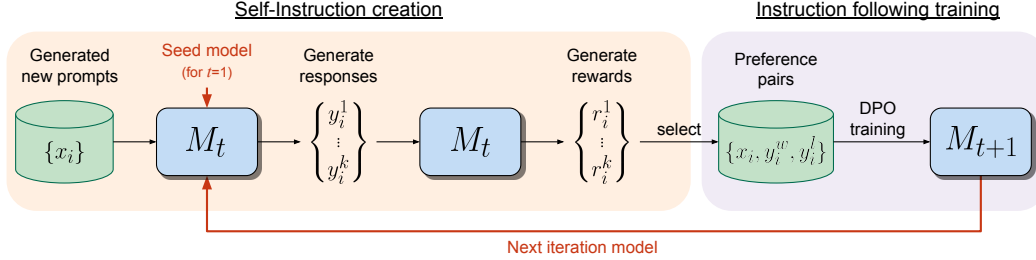 Self-Instruction creation
Instruction following training
Generated
new prompts
Seed model
(for t=1)
Generate
responses
Generate
rewards
Preference
pairs
{x_i}
M_t
{y_i^1
⋮
y_i^k}
M_t
{r_i^1
⋮
r_i^k}
select
{x_i, y_i^w, y_i^l}
DPO
training
M_{t+1}
Next iteration model